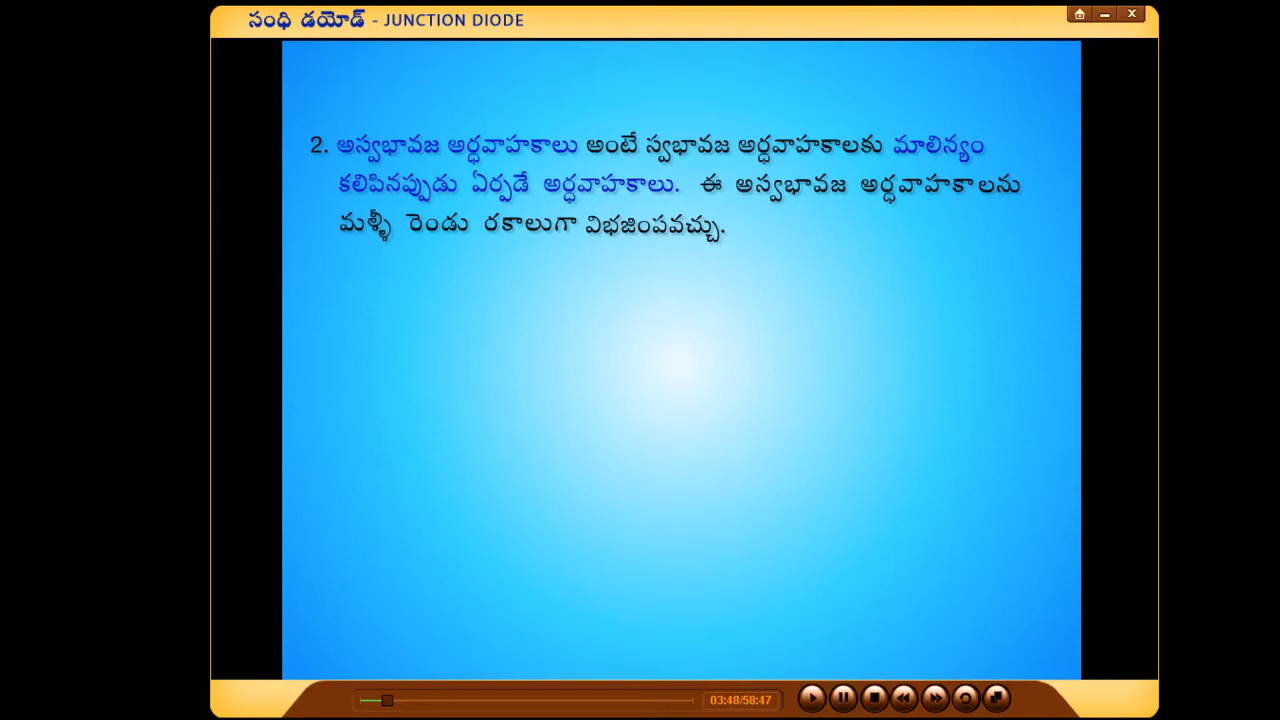 సంధి డయోడ్ - JUNCTION DIODE
2. అస్వభావజ అర్ధవాహకాలు అంటే స్వభావజ అర్ధవాహకాలకు మాలిన్యం
కలిపినప్పుడు ఏర్పడే అర్ధవాహకాలు. ఈ అస్వభావజ అర్ధవాహకాలను
మళ్ళీ రెండు రకాలుగా విభజింపవచ్చు.
03:48/58:47